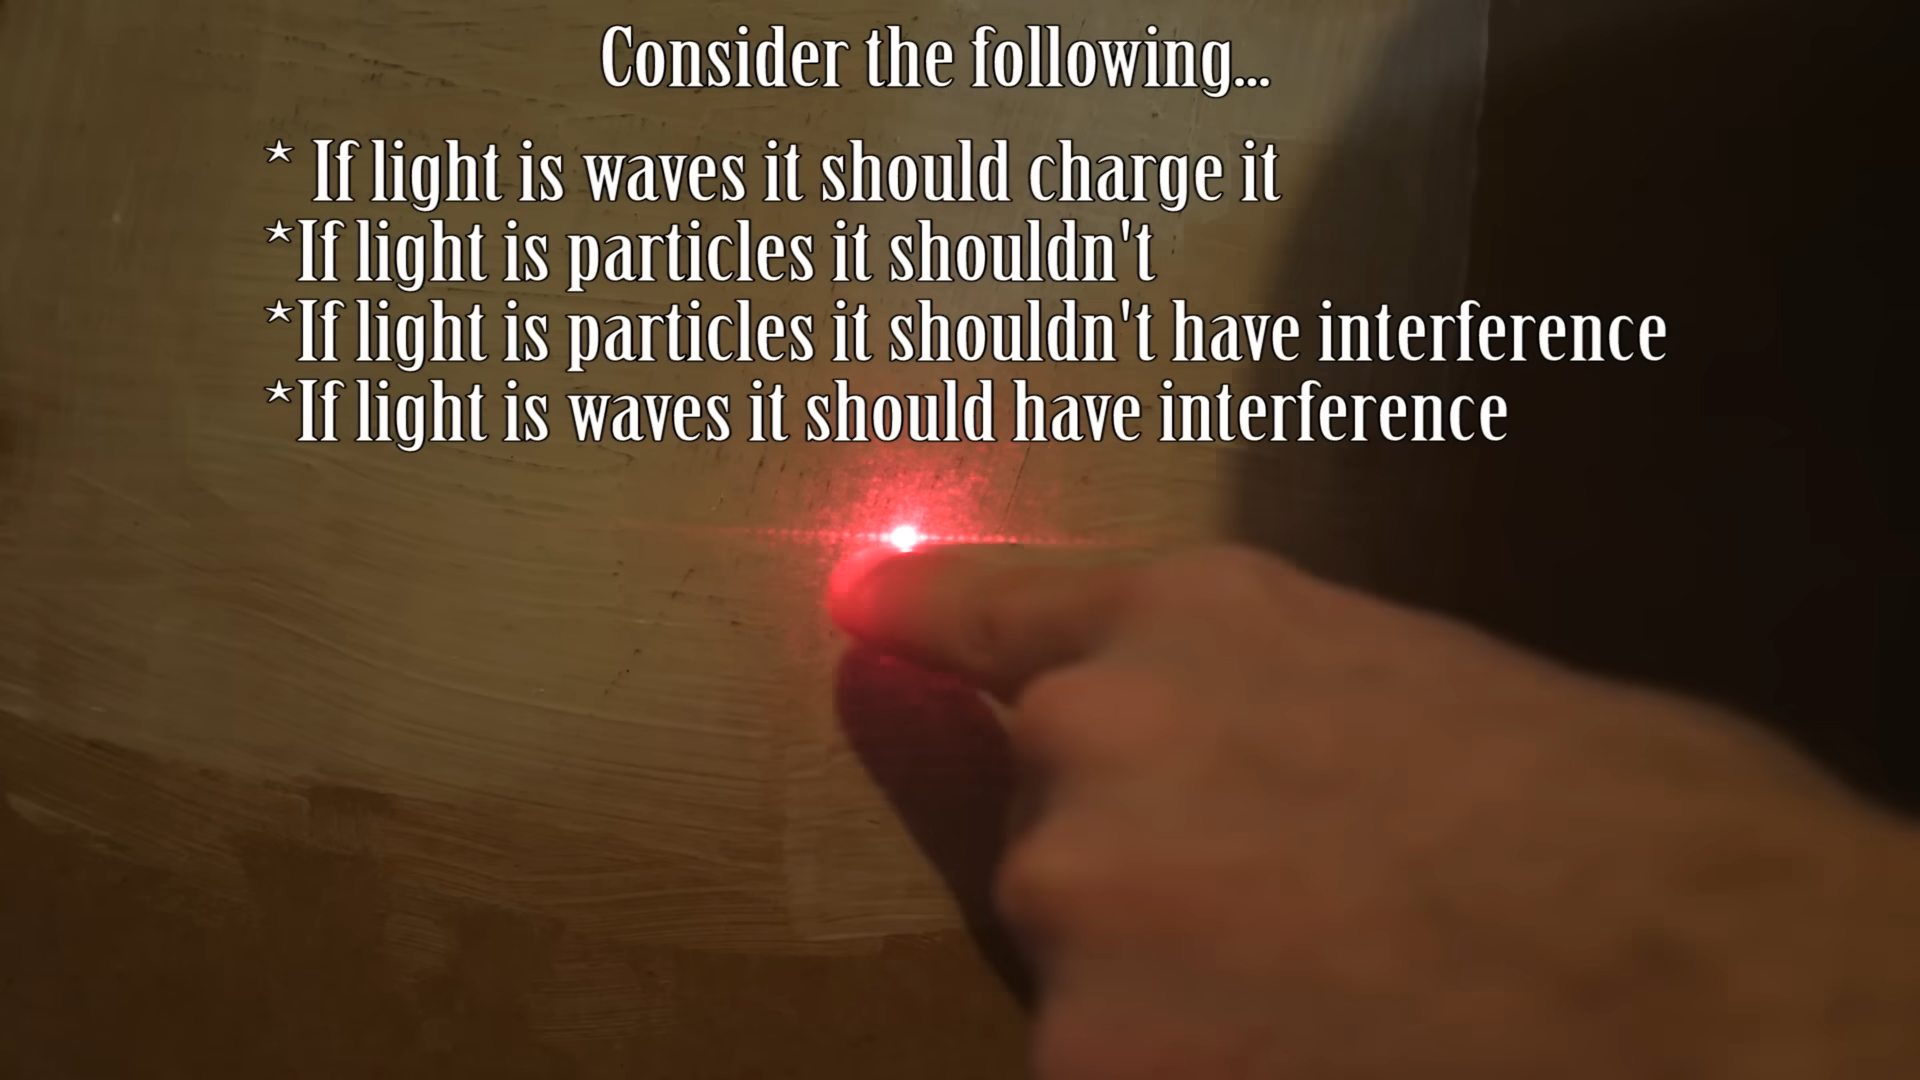 Consider the following...
* If light is waves it should charge it
*If light is particles it shouldn't
*If light is particles it shouldn't have interference
*If light is waves it should have interference